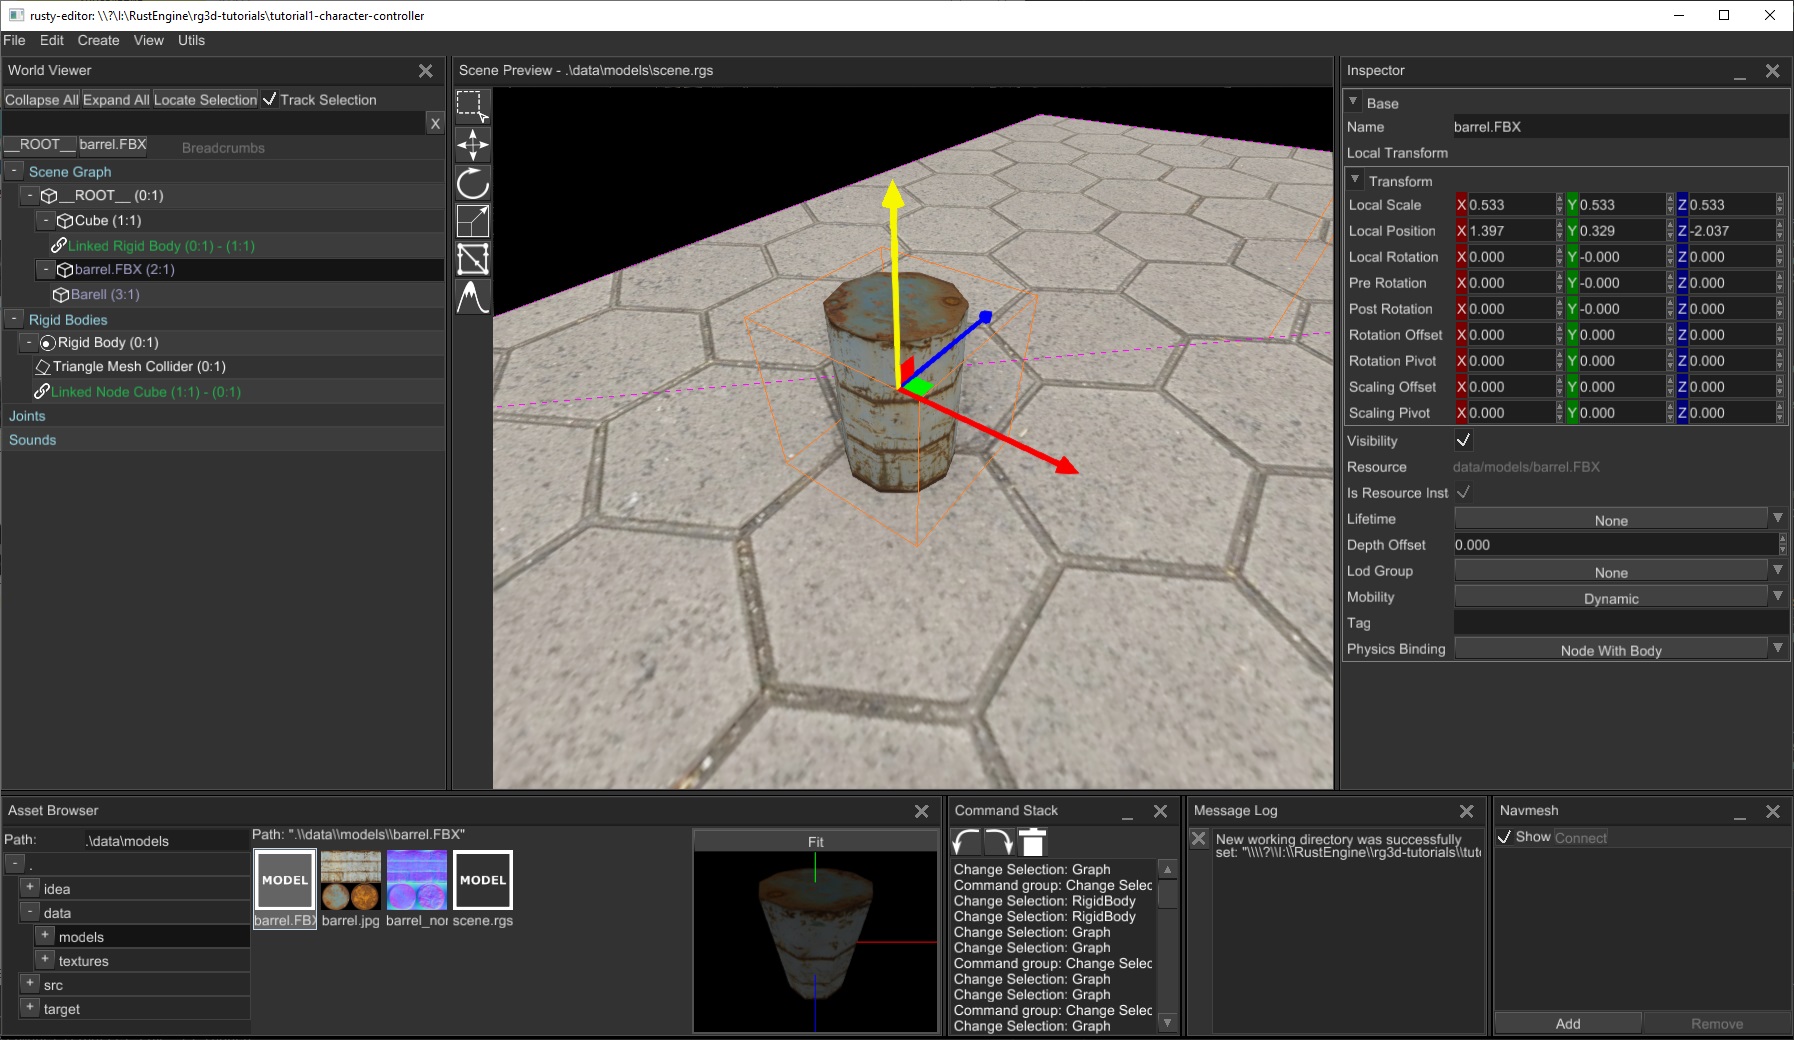 rusty-editor: \\?\I:\RustEngine\rg3d-tutorials\tutorial1-character-controller
File Edit Create View Utils
World Viewer
Collapse All Expand All Locate Selection Track Selection
X
__ROOT__ barrel.FBX Breadcrumbs
- Scene Graph
- __ROOT__ (0:1)
- Cube (1:1)
Linked Rigid Body (0:1) - (1:1)
- barrel.FBX (2:1)
Barell (3:1)
- Rigid Bodies
- Rigid Body (0:1)
Triangle Mesh Collider (0:1)
Linked Node Cube (1:1) - (0:1)
Joints
Sounds
Scene Preview - .\data\models\scene.rgs
Inspector
Base
Name barrel.FBX
Local Transform
Transform
Local Scale X 0.533 Y 0.533 Z 0.533
Local Position X 1.397 Y 0.329 Z -2.037
Local Rotation X 0.000 Y -0.000 Z 0.000
Pre Rotation X 0.000 Y -0.000 Z 0.000
Post Rotation X 0.000 Y -0.000 Z 0.000
Rotation Offset X 0.000 Y 0.000 Z 0.000
Rotation Pivot X 0.000 Y 0.000 Z 0.000
Scaling Offset X 0.000 Y 0.000 Z 0.000
Scaling Pivot X 0.000 Y 0.000 Z 0.000
Visibility
Resource data/models/barrel.FBX
Is Resource Inst
Lifetime None
Depth Offset 0.000
Lod Group None
Mobility Dynamic
Tag
Physics Binding Node With Body
Asset Browser
Path: .\data\models
- .
+ idea
- data
+ models
+ textures
+ src
+ target
Path: ".\\data\\models\\barrel.FBX"
MODEL MODEL
barrel.FBX barrel.jpg barrel_nor scene.rgs
Fit
Command Stack
Change Selection: Graph
Command group: Change Selec
Change Selection: RigidBody
Change Selection: RigidBody
Change Selection: Graph
Change Selection: Graph
Command group: Change Selec
Change Selection: Graph
Change Selection: Graph
Command group: Change Selec
Change Selection: Graph
Message Log
New working directory was successfully
set: "\\\\?\\I:\\RustEngine\\rg3d-tutorials\\tute
Navmesh
Show Connect
Add Remove